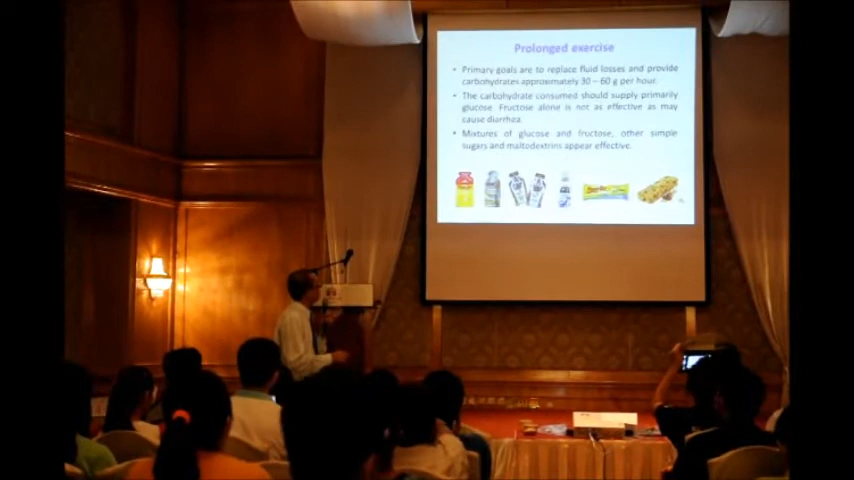 Prolonged exercise
• Primary goals are to replace fluid losses and provide
carbohydrates approximately 30 – 60 g per hour.
• The carbohydrate consumed should supply primarily
glucose. Fructose alone is not as effective as may
cause diarrhea.
• Mixtures of glucose and fructose, other simple
sugars and maltodextrins appear effective.